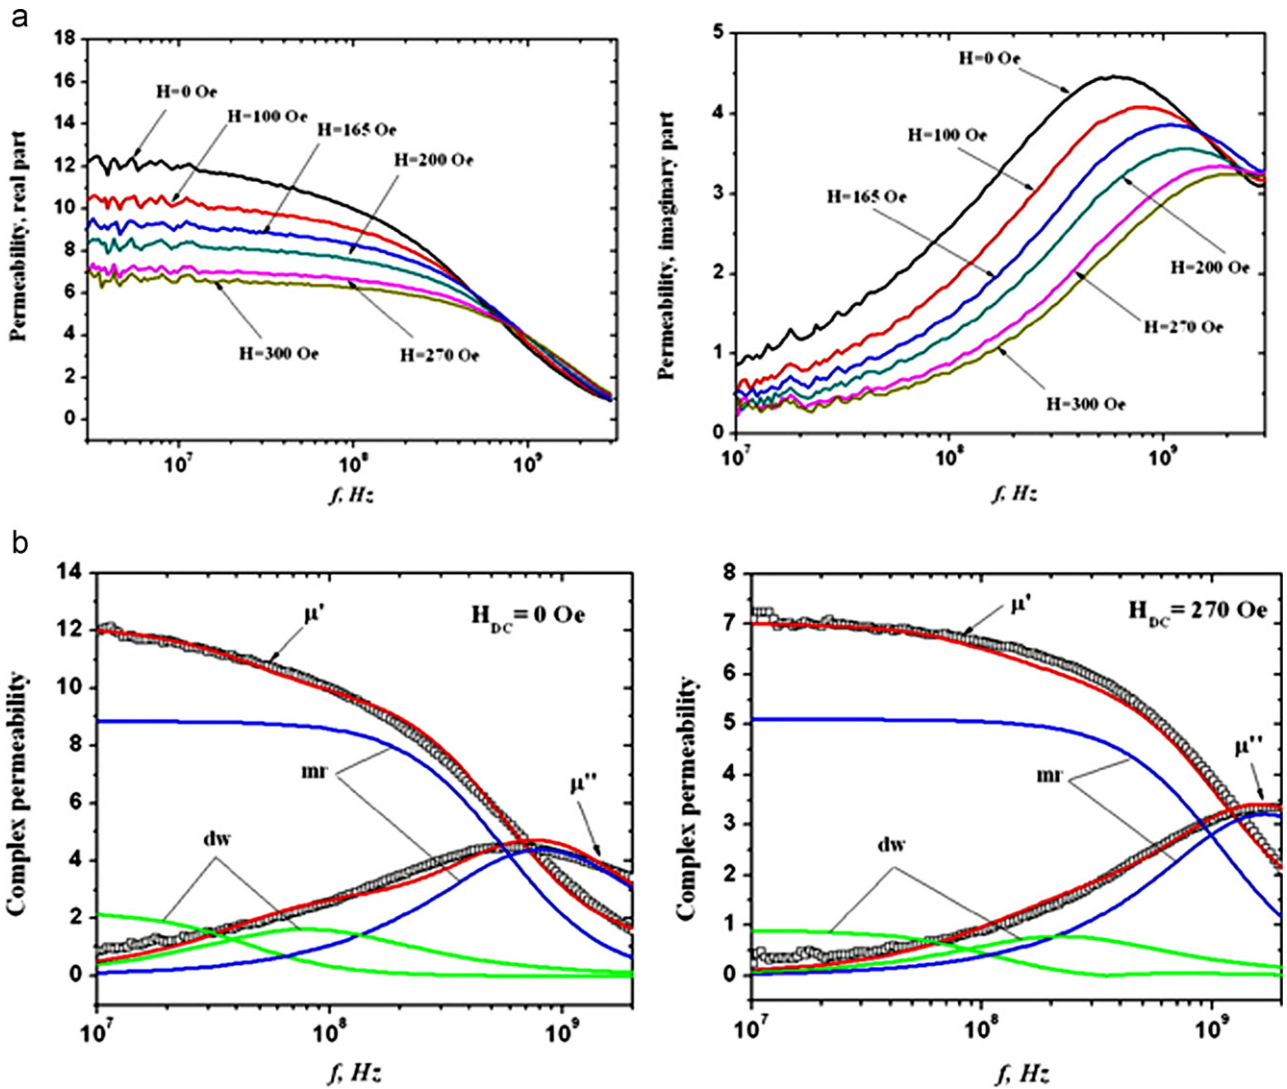 a
18
16
14
12
10
8
6
4
2
0
Permeability, real part
H=0 Oe
H=100 Oe
H=165 Oe
H=200 Oe
H=300 Oe
H=270 Oe
10^7
10^8
10^9
f, Hz
5
4
3
2
1
0
Permeability, imaginary part
H=0 Oe
H=100 Oe
H=165 Oe
H=200 Oe
H=270 Oe
H=300 Oe
10^7
10^8
10^9
f, Hz
b
14
12
10
8
6
4
2
0
Complex permeability
μ'
H_DC= 0 Oe
mr
μ''
dw
10^7
10^8
10^9
f, Hz
8
7
6
5
4
3
2
1
0
Complex permeability
μ'
H_DC= 270 Oe
μ''
mr
dw
10^7
10^8
10^9
f, Hz